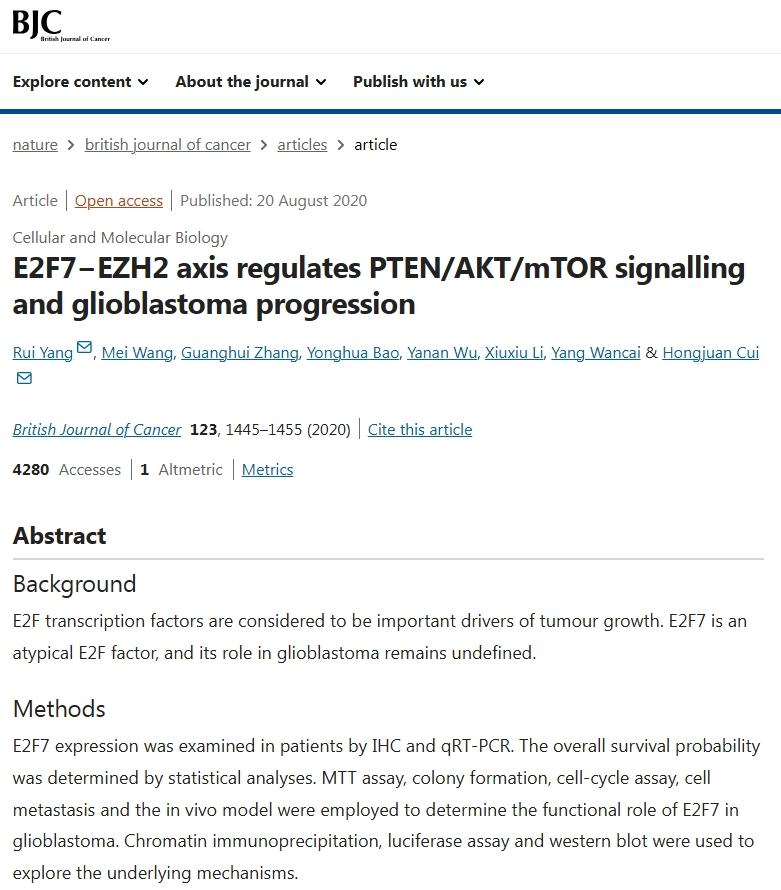 BJC
British Journal of Cancer
Explore content About the journal Publish with us
nature > british journal of cancer > articles > article
Article | Open access | Published: 20 August 2020
Cellular and Molecular Biology
E2F7–EZH2 axis regulates PTEN/AKT/mTOR signalling
and glioblastoma progression
Rui Yang, Mei Wang, Guanghui Zhang, Yonghua Bao, Yanan Wu, Xiuxiu Li, Yang Wancai & Hongjuan Cui
British Journal of Cancer 123, 1445–1455 (2020) | Cite this article
4280 Accesses | 1 Altmetric | Metrics
Abstract
Background
E2F transcription factors are considered to be important drivers of tumour growth. E2F7 is an
atypical E2F factor, and its role in glioblastoma remains undefined.
Methods
E2F7 expression was examined in patients by IHC and qRT-PCR. The overall survival probability
was determined by statistical analyses. MTT assay, colony formation, cell-cycle assay, cell
metastasis and the in vivo model were employed to determine the functional role of E2F7 in
glioblastoma. Chromatin immunoprecipitation, luciferase assay and western blot were used to
explore the underlying mechanisms.